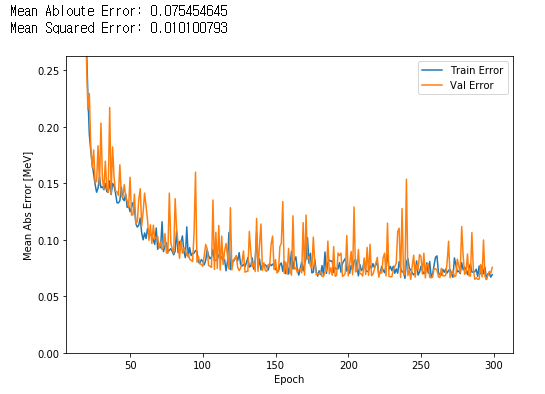 Mean Abloute Error: 0.075454645
Mean Squared Error: 0.010100793
Train Error
Val Error
Mean Abs Error [MeV]
0.25
0.20
0.15
0.10
0.05
0.00
50
100
150
200
250
300
Epoch